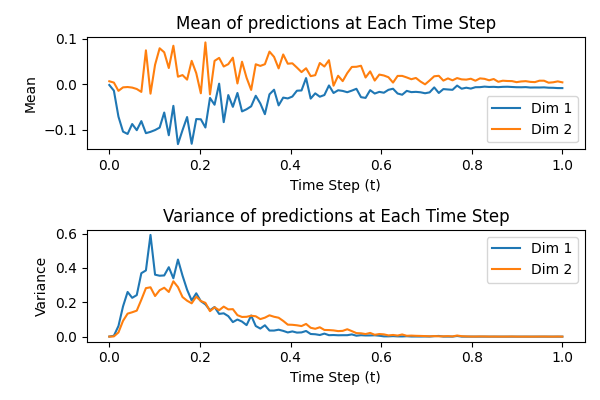 Mean of predictions at Each Time Step
Mean
0.1
0.0
−0.1
Dim 1
Dim 2
0.0 0.2 0.4 0.6 0.8 1.0
Time Step (t)
Variance of predictions at Each Time Step
Variance
0.6
0.4
0.2
0.0
Dim 1
Dim 2
0.0 0.2 0.4 0.6 0.8 1.0
Time Step (t)